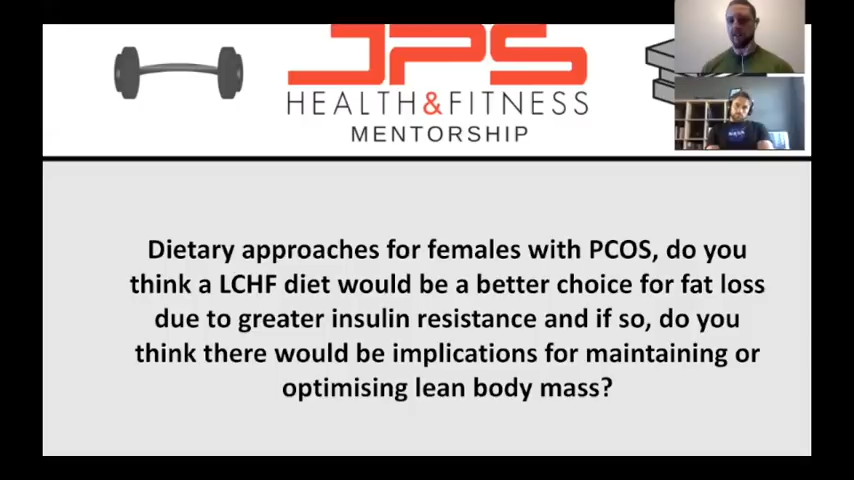 JPS
HEALTH&FITNESS
MENTORSHIP
Dietary approaches for females with PCOS, do you
think a LCHF diet would be a better choice for fat loss
due to greater insulin resistance and if so, do you
think there would be implications for maintaining or
optimising lean body mass?